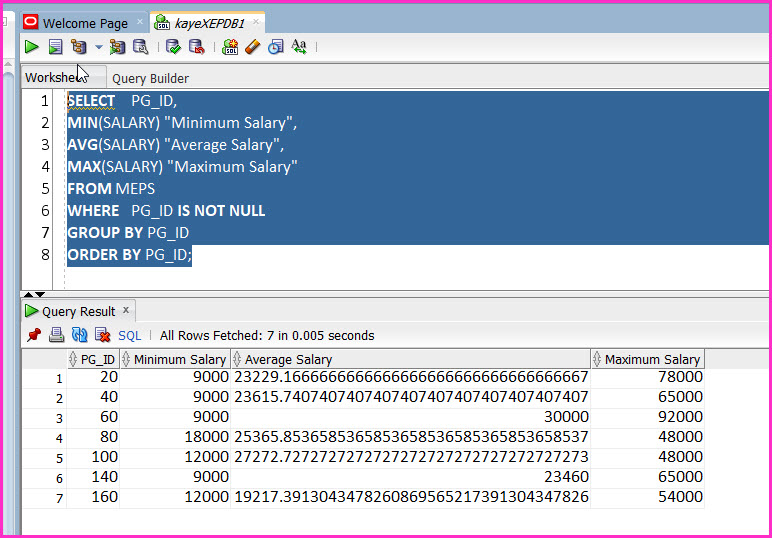 Welcome Page
kayeXEPDB1
Worksheet Query Builder
1 SELECT PG_ID,
2 MIN(SALARY) "Minimum Salary",
3 AVG(SALARY) "Average Salary",
4 MAX(SALARY) "Maximum Salary"
5 FROM MEPS
6 WHERE PG_ID IS NOT NULL
7 GROUP BY PG_ID
8 ORDER BY PG_ID;
Query Result x
SQL | All Rows Fetched: 7 in 0.005 seconds
PG_ID Minimum Salary Average Salary Maximum Salary
1 20 9000 23229.1666666666666666666666666666666667 78000
2 40 9000 23615.7407407407407407407407407407407407 65000
3 60 9000 30000 92000
4 80 18000 25365.8536585365853658536585365853658537 48000
5 100 12000 27272.7272727272727272727272727272727273 48000
6 140 9000 23460 65000
7 160 12000 19217.3913043478260869565217391304347826 54000